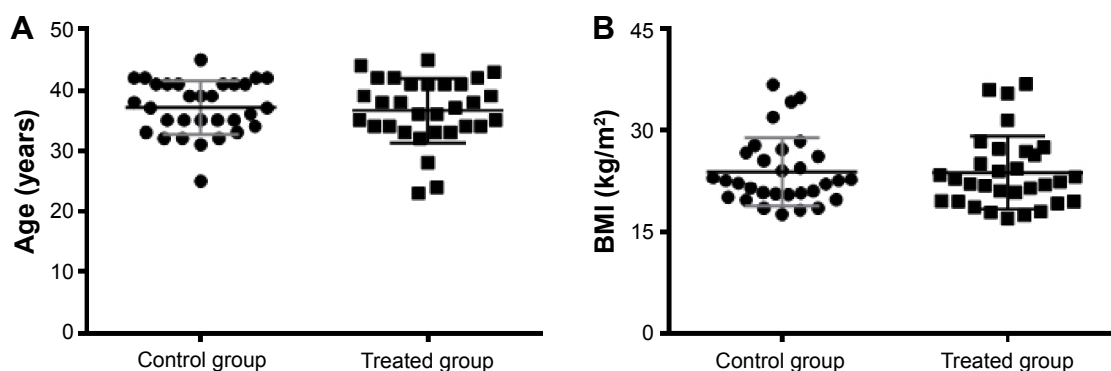 A
Age (years)
50
40
30
20
10
0
Control group
Treated group
B
BMI (kg/m²)
45
30
15
0
Control group
Treated group